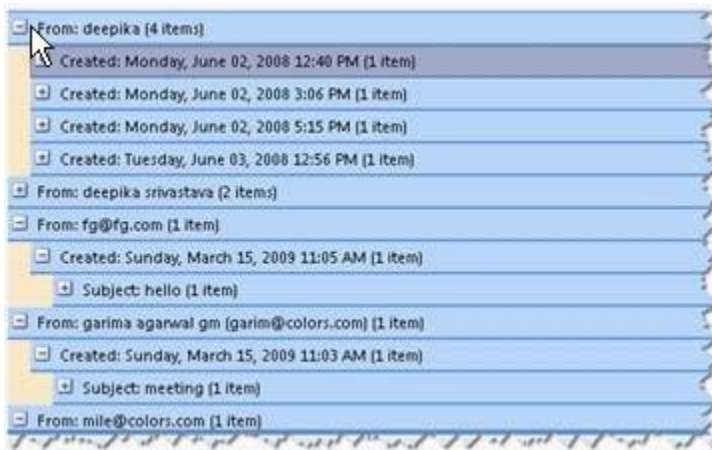 From: deepika (4 items)
Created: Monday, June 02, 2008 12:40 PM (1 item)
Created: Monday, June 02, 2008 3:06 PM (1 item)
Created: Monday, June 02, 2008 5:15 PM (1 item)
Created: Tuesday, June 03, 2008 12:56 PM (1 item)
From: deepika srivastava (2 items)
From: fg@fg.com (1 item)
Created: Sunday, March 15, 2009 11:05 AM (1 item)
Subject: hello (1 item)
From: garima agarwal gm (garim@colors.com) (1 item)
Created: Sunday, March 15, 2009 11:03 AM (1 item)
Subject: meeting (1 item)
From: mile@colors.com (1 item)